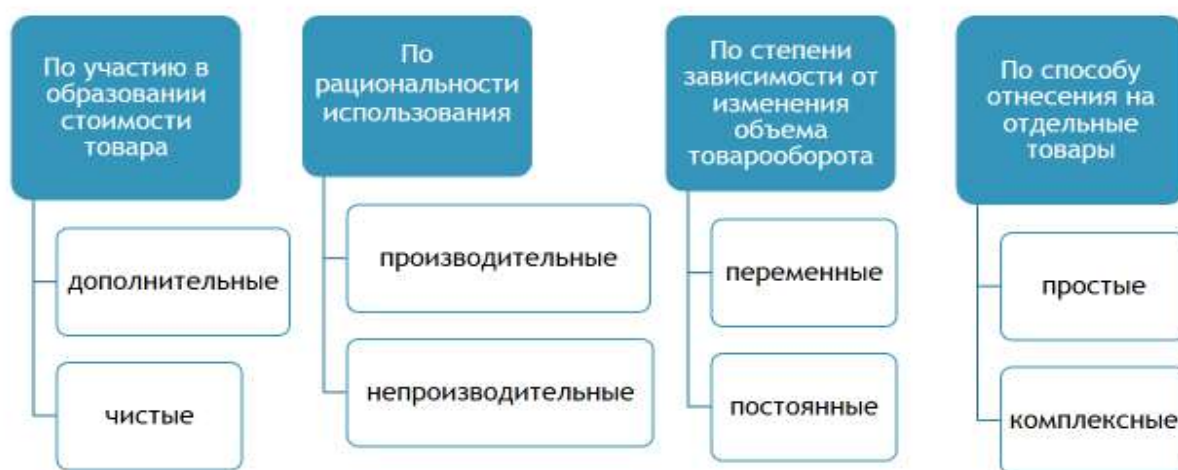 По участию в
образовании
стоимости
товара
дополнительные
чистые
По
рациональности
использования
производительные
непроизводительные
По степени
зависимости от
изменения
объема
товарооборота
переменные
постоянные
По способу
отнесения на
отдельные
товары
простые
комплексные